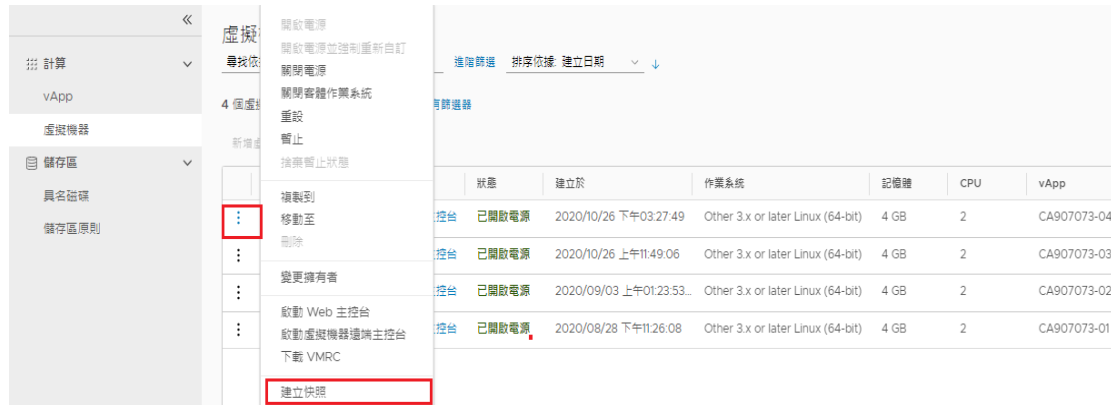 «
計算
vApp
虛擬機器
儲存區
具名磁碟
儲存區原則
虛擬
尋找依
進階篩選 排序依據: 建立日期
4 個虛
有篩選器
新增
開啟電源
開啟電源並強制重新自訂
關閉電源
關閉客體作業系統
重設
暫止
捨棄暫止狀態
複製到
移動至
刪除
變更擁有者
啟動 Web 主控台
啟動虛擬機器遠端主控台
下載 VMRC
建立快照
狀態 建立於 作業系統 記憶體 CPU vApp
控台 已開啟電源 2020/10/26 下午03:27:49 Other 3.x or later Linux (64-bit) 4 GB 2 CA907073-04
控台 已開啟電源 2020/10/26 上午11:49:06 Other 3.x or later Linux (64-bit) 4 GB 2 CA907073-03
控台 已開啟電源 2020/09/03 上午01:23:53... Other 3.x or later Linux (64-bit) 4 GB 2 CA907073-02
控台 已開啟電源 2020/08/28 下午11:26:08 Other 3.x or later Linux (64-bit) 4 GB 2 CA907073-01